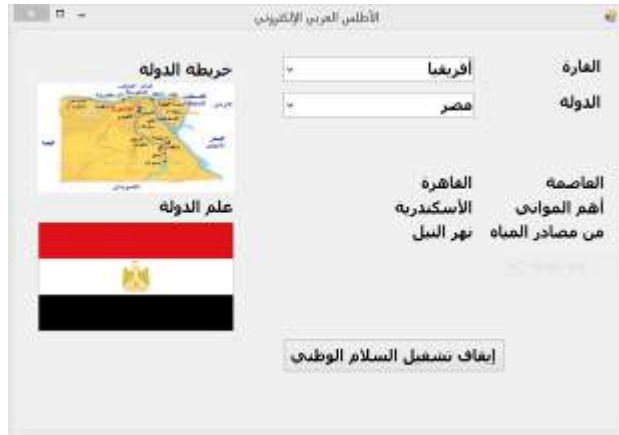 الأطلس العربي الإلكتروني
القارة أفريقيا
الدولة مصر
خريطة الدولة
العاصمة القاهرة
أهم الموانى الأسكندرية
من مصادر المياه نهر النيل
علم الدولة
إيقاف تشغيل السلام الوطني